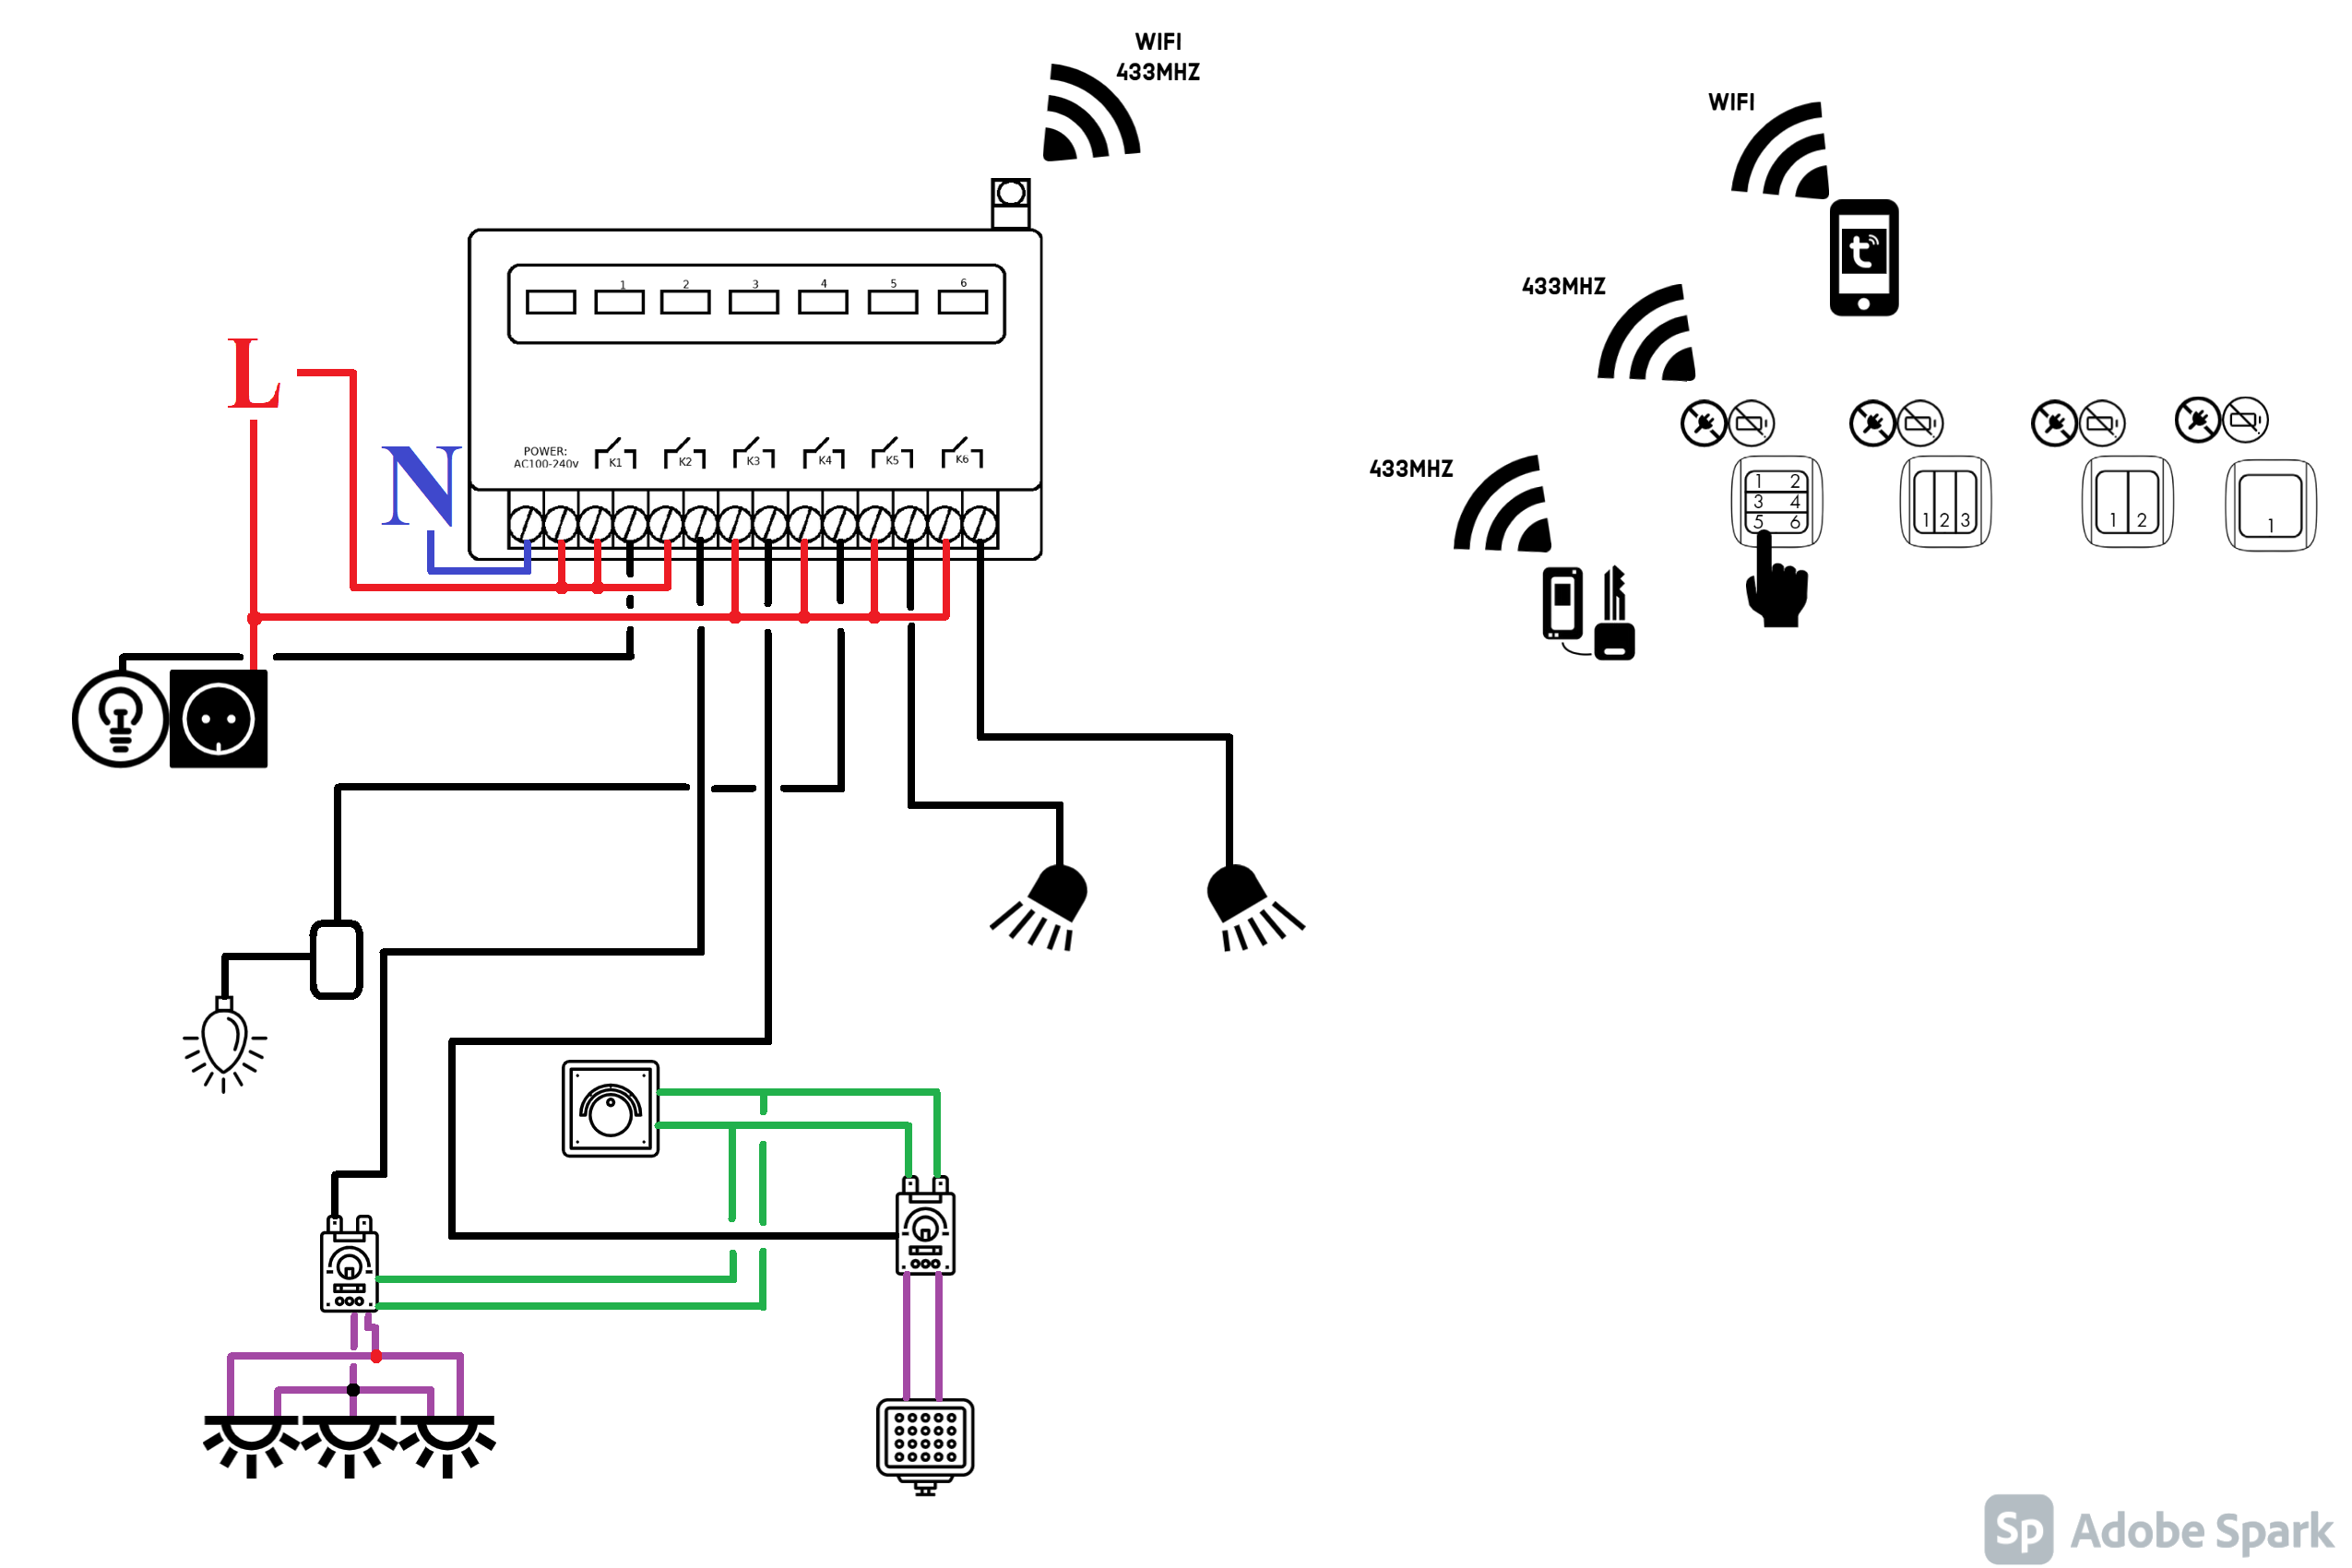 WIFI
433MHZ
WIFI
1 2 3 4 5 6
433MHZ
L
POWER:
AC100-240v
K1 K2 K3 K4 K5 K6
N
433MHZ
1 2
3 4
5 6
1 2 3
1 2
1
t
Sp Adobe Spark